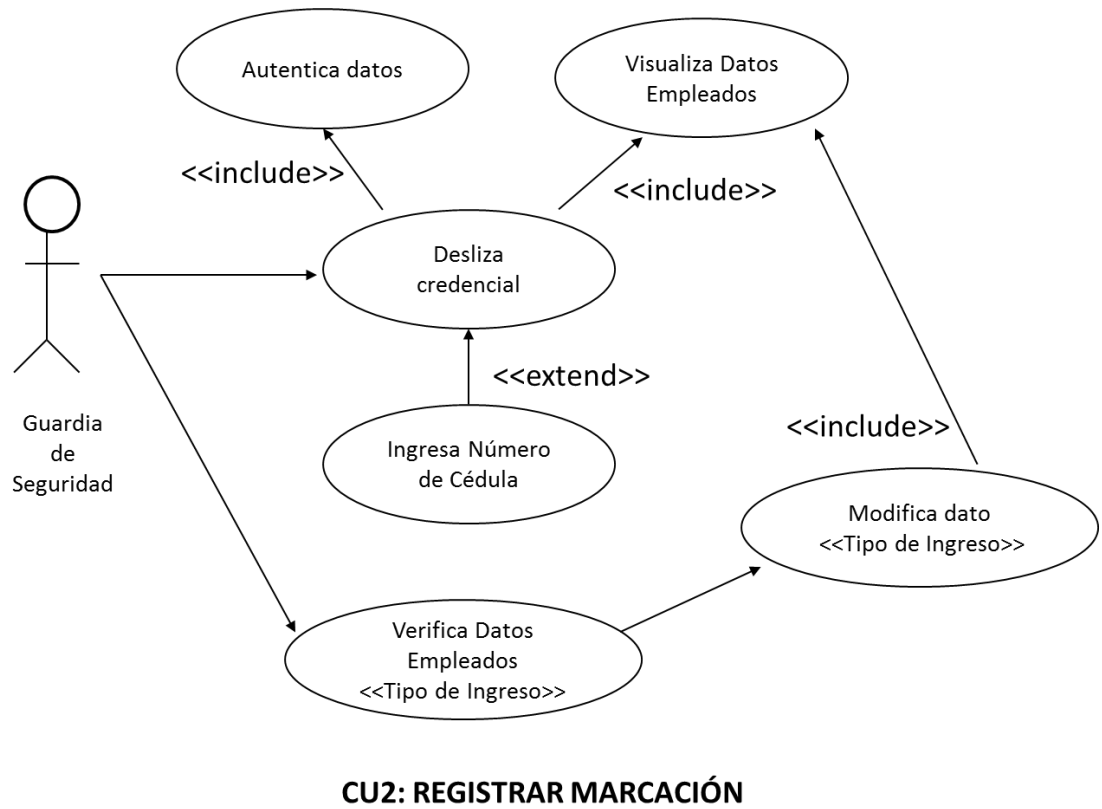 Autentica datos
Visualiza Datos
Empleados
<<include>>
<<include>>
Desliza
credencial
<<extend>>
Guardia
de
Seguridad
Ingresa Número
de Cédula
<<include>>
Modifica dato
<<Tipo de Ingreso>>
Verifica Datos
Empleados
<<Tipo de Ingreso>>
CU2: REGISTRAR MARCACIÓN